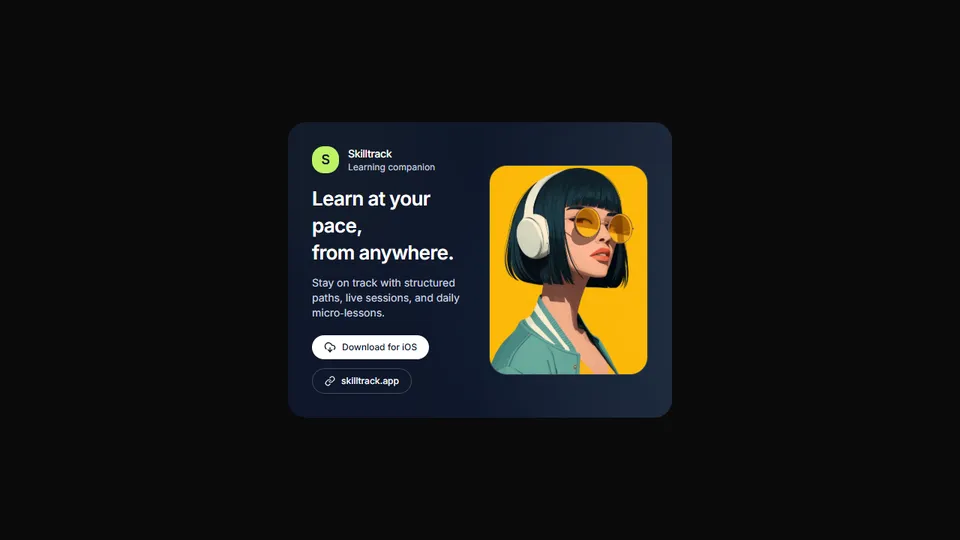 S
Skilltrack
Learning companion
Learn at your
pace,
from anywhere.
Stay on track with structured
paths, live sessions, and daily
micro-lessons.
Download for iOS
skilltrack.app